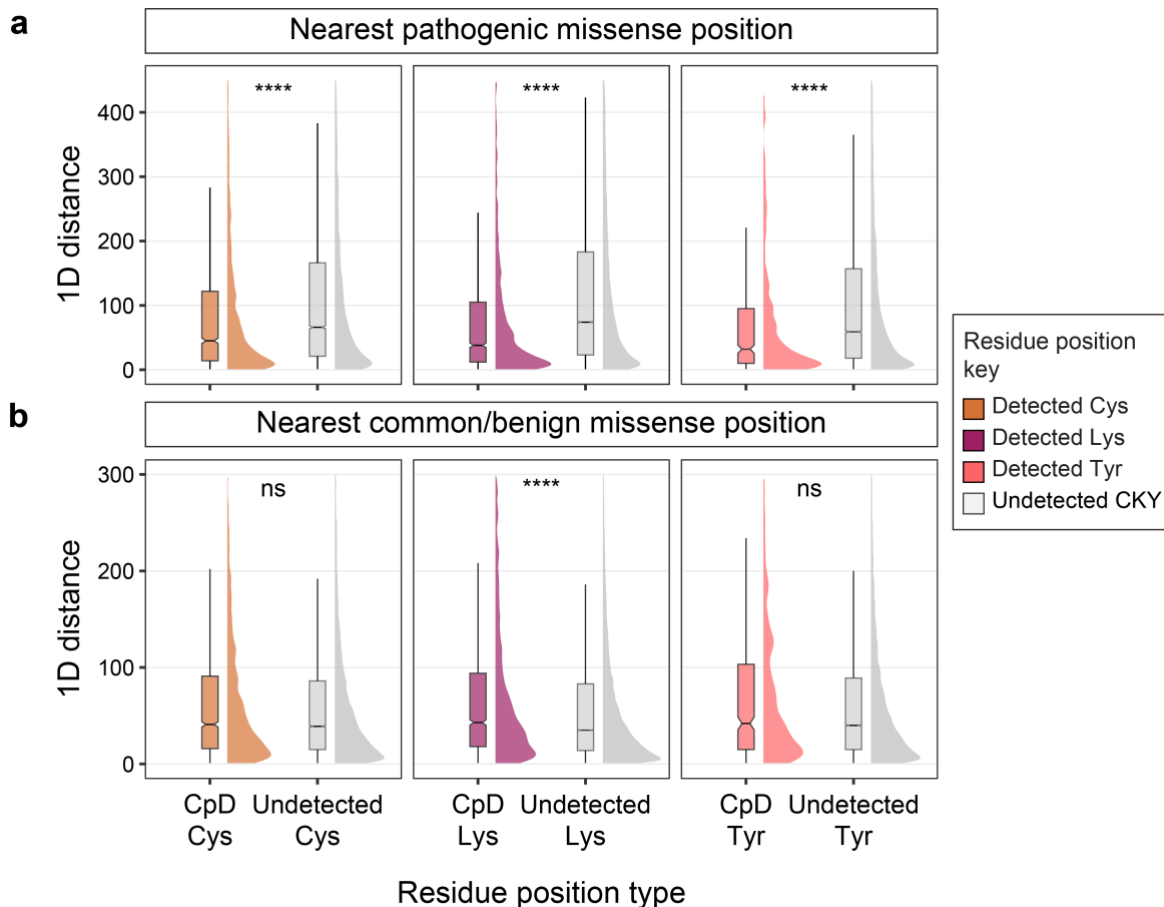 a
Nearest pathogenic missense position
**** **** ****
400
300
200
100
0
1D distance
b
Nearest common/benign missense position
ns **** ns
300
200
100
0
1D distance
CpD Undetected CpD Undetected CpD Undetected
Cys Cys Lys Lys Tyr Tyr
Residue position type
Residue position
key
Detected Cys
Detected Lys
Detected Tyr
Undetected CKY